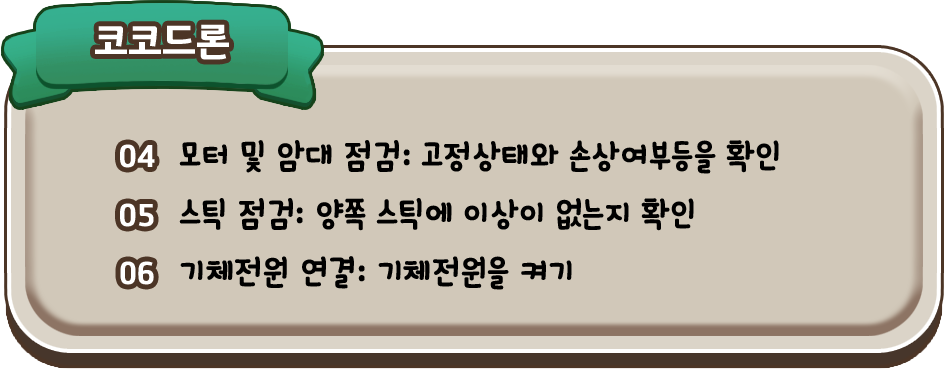 코코드론
04 모터 및 암대 점검: 고정상태와 손상여부등을 확인
05 스틱 점검: 양쪽 스틱에 이상이 없는지 확인
06 기체전원 연결: 기체전원을 켜기